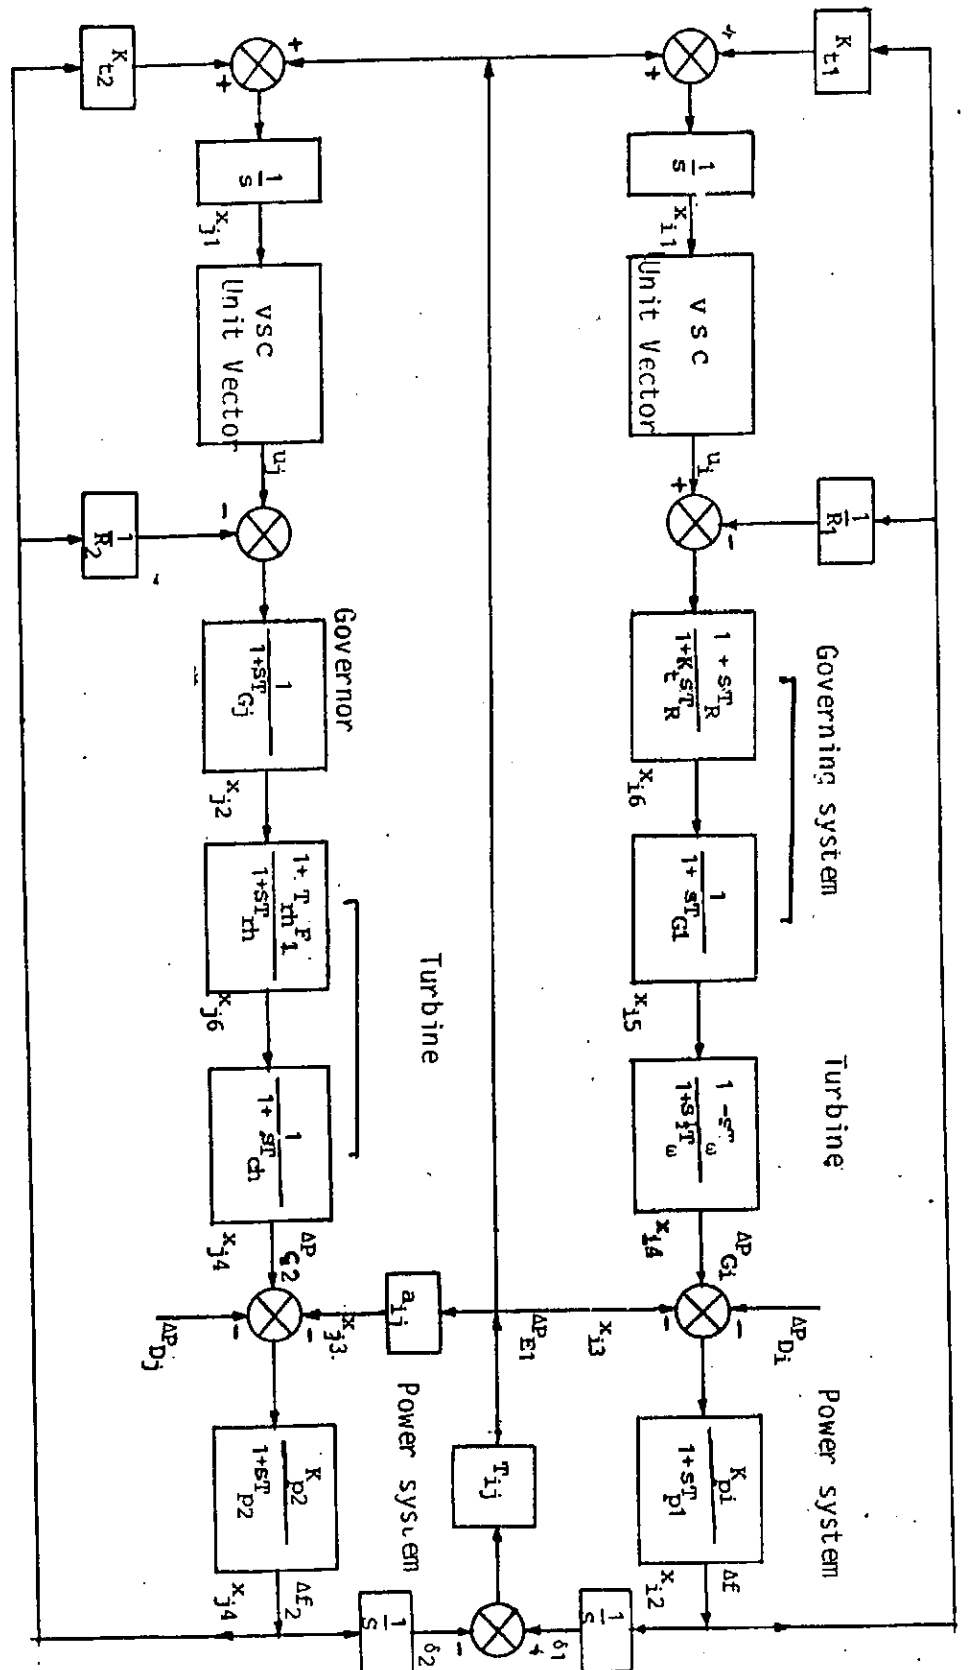 K_t1
1/R_1
Governing system
Turbine
Power system
ΔP_Di
+
+
1/s
x_i1
V S C
Unit Vector
u_i
+
-
1 + sT_R / 1+K_t sT_R
x_i6
1 / 1+ sT_G1
x_i5
1 -sT_ω / 1+s½T_ω
x_i4
ΔP_Gi
-
-
K_pi / 1+sT_p1
Δf
x_i2
x_i3
ΔP_E1
1/s
δ_1
+
T_ij
-
δ_2
1/s
a_ij
x_j3
Governor
Turbine
Power system
+
+
1/s
x_j1
VSC
Unit Vector
u_j
-
1 / 1+sT_Gj
x_j2
1+ T_rh F_1 / 1+sT_rh
x_j6
1 / 1+ sT_ch
x_j4
ΔP_G2
-
-
K_p2 / 1+sT_p2
Δf_2
x_j4
K_t2
1/R_2
ΔP_Dj